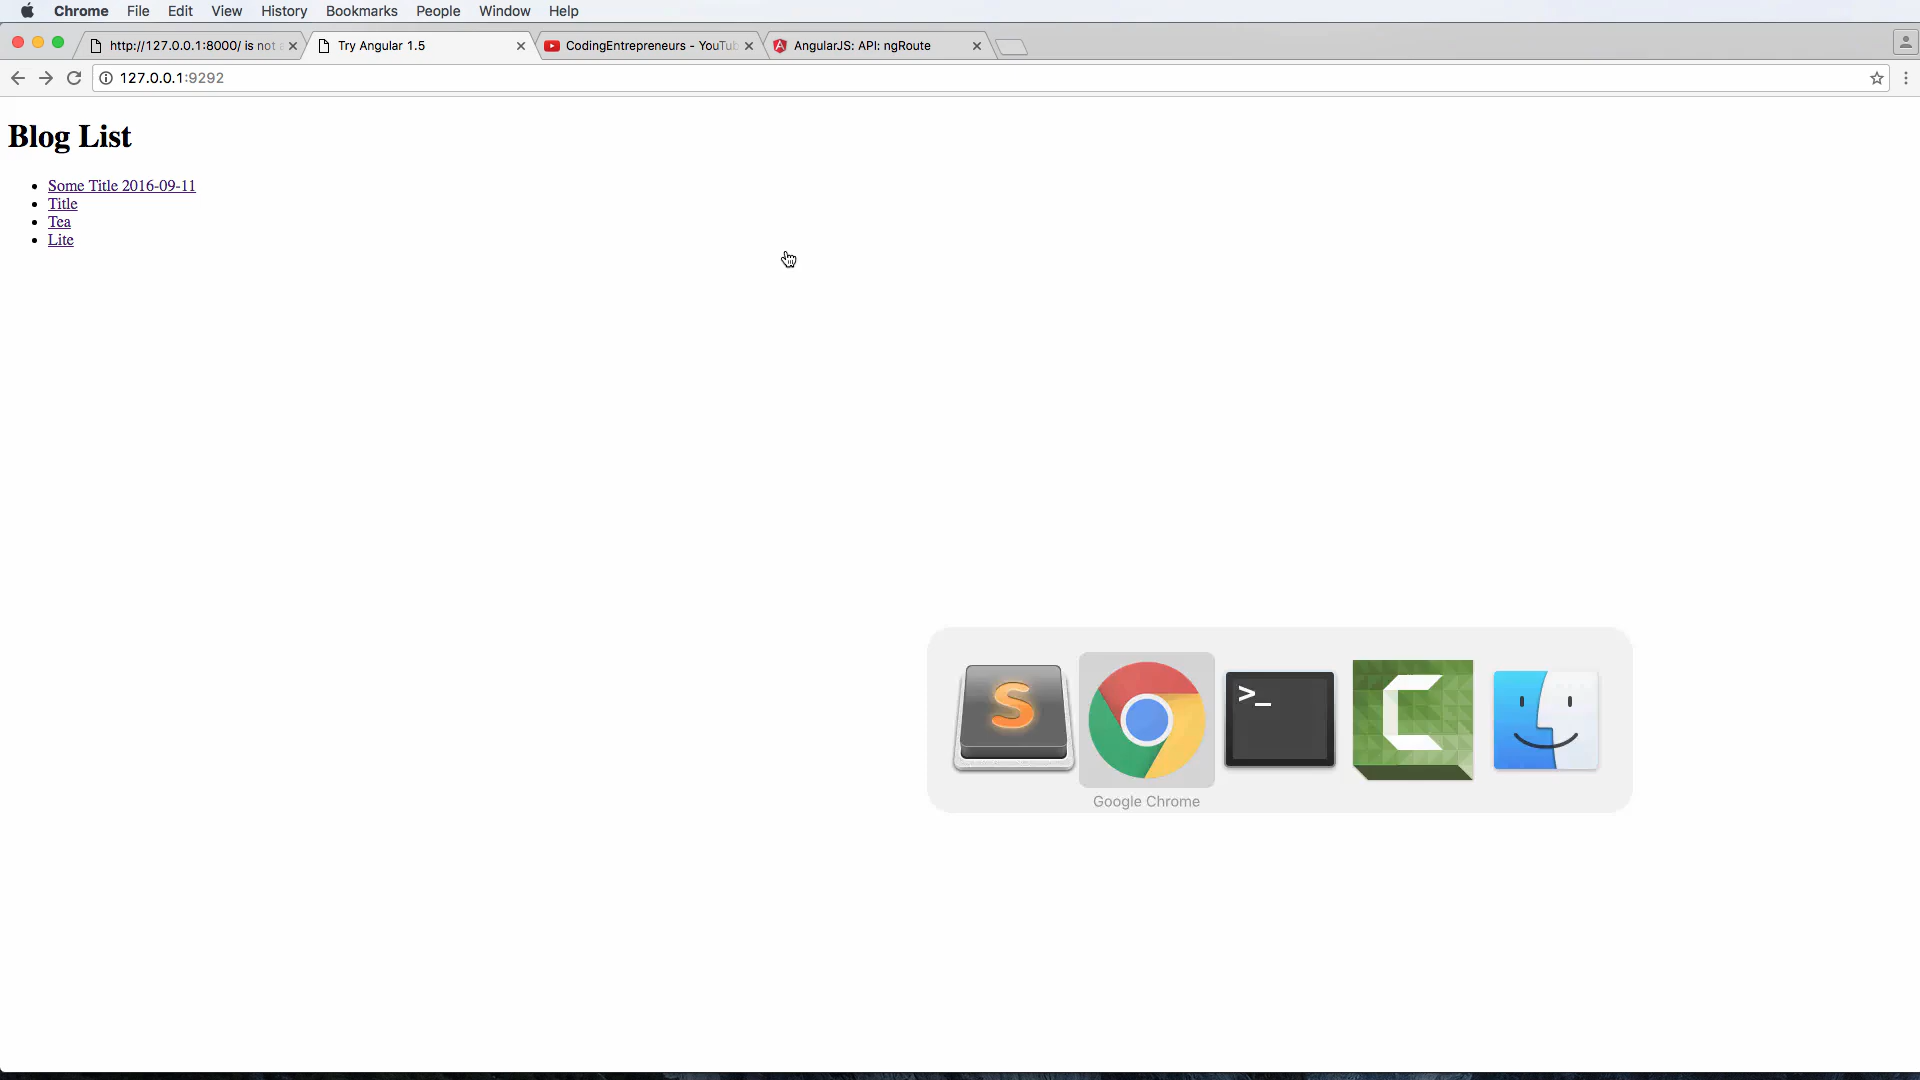 Chrome File Edit View History Bookmarks People Window Help
http://127.0.0.1:8000/ is not
Try Angular 1.5
CodingEntrepreneurs - YouTub
AngularJS: API: ngRoute
127.0.0.1:9292
Blog List
Some Title 2016-09-11
Title
Tea
Lite
S
>_
C
Google Chrome